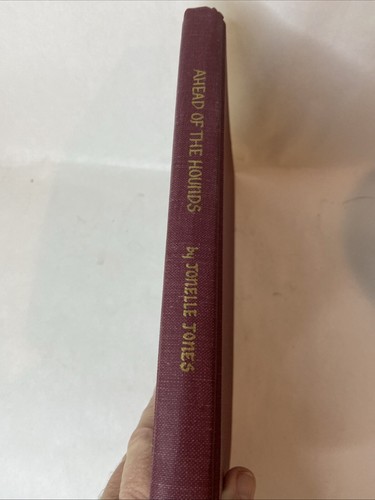 AHEAD OF THE HOUNDS
by JONELLE JONES